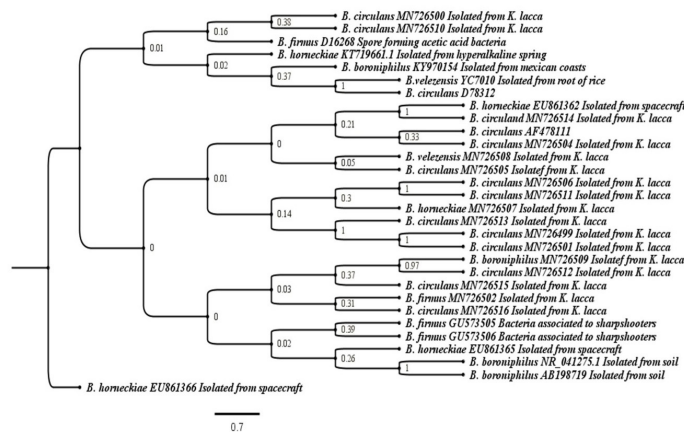 B. circulans MN726500 Isolated from K. lacca
0.38
B. circulans MN726510 Isolated from K. lacca
0.16
B. firmus D16268 Spore forming acetic acid bacteria
0.01
B. horneckiae KT719661.1 Isolated from hyperalkaline spring
0.02
B. boroniphilus KY970154 Isolated from mexican coasts
0.37
B.velezensis YC7010 Isolated from root of rice
1
B. circulans D78312
B. horneckiae EU861362 Isolated from spacecraft
1
B. circuland MN726514 Isolated from K. lacca
0.21
B. circulans AF478111
0.33
B. circulans MN726504 Isolated from K. lacca
0
B. velezensis MN726508 Isolated from K. lacca
0.05
B. circulans MN726505 Isolatef from K. lacca
0.01
B. circulans MN726506 Isolated from K. lacca
1
B. circulans MN726511 Isolated from K. lacca
0.3
B. horneckiae MN726507 Isolated from K. lacca
0.14
B. circulans MN726513 Isolated from K. lacca
1
B. circulans MN726499 Isolated from K. lacca
1
B. circulans MN726501 Isolated from K. lacca
0
B. boroniphilus MN726509 Isolatef from K. lacca
0.97
B. circulans MN726512 Isolated from K. lacca
0.37
B. circulans MN726515 Isolated from K. lacca
0.03
B. firmus MN726502 Isolated from K. lacca
0.31
B. circulans MN726516 Isolated from K. lacca
0
B. firmus GU573505 Bacteria associated to sharpshooters
0.39
B. firmus GU573506 Bacteria associated to sharpshooters
0.02
B. horneckiae EU861365 Isolated from spacecraft
0.26
B. boroniphilus NR_041275.1 Isolated from soil
1
B. boroniphilus AB198719 Isolated from soil
B. horneckiae EU861366 Isolated from spacecraft
0.7